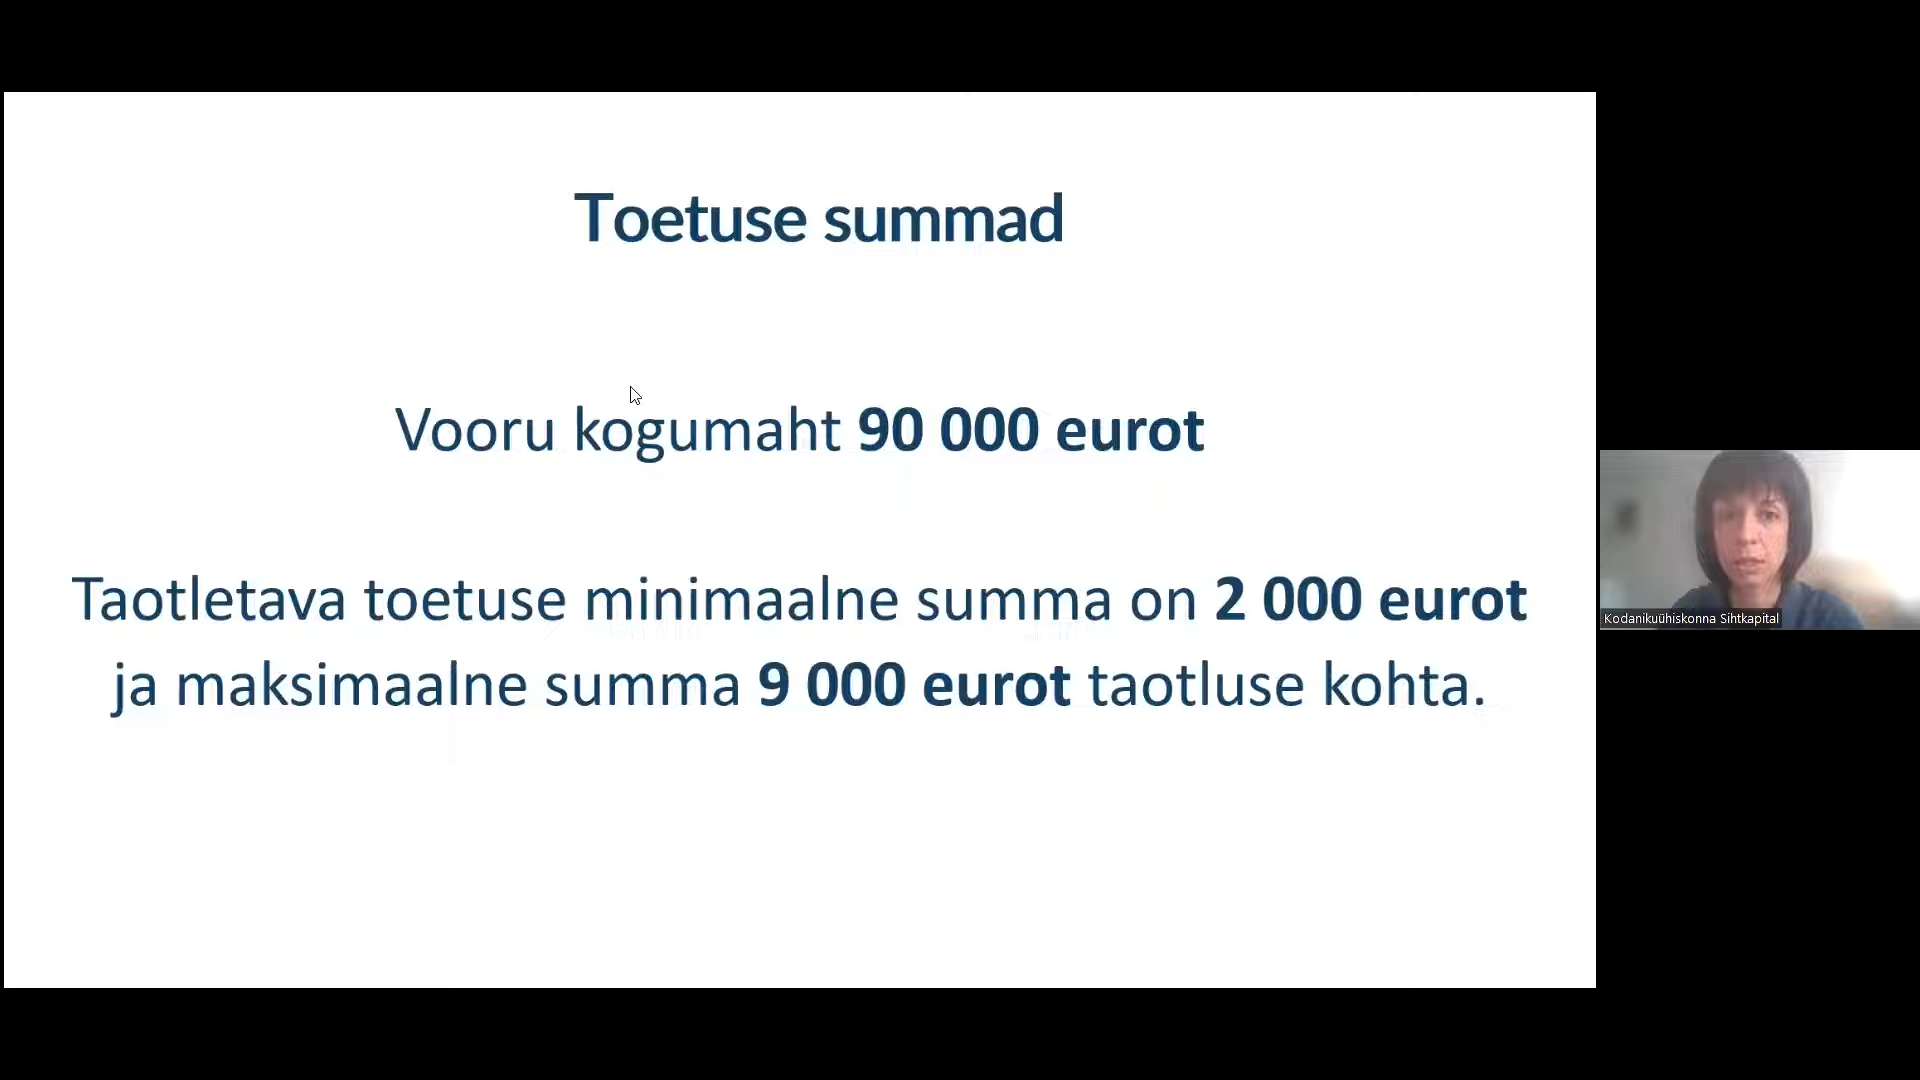 Toetuse summad
Vooru kogumaht 90 000 eurot
Taotletava toetuse minimaalne summa on 2 000 eurot
ja maksimaalne summa 9 000 eurot taotluse kohta.
Kodanikuühiskonna Sihtkapital